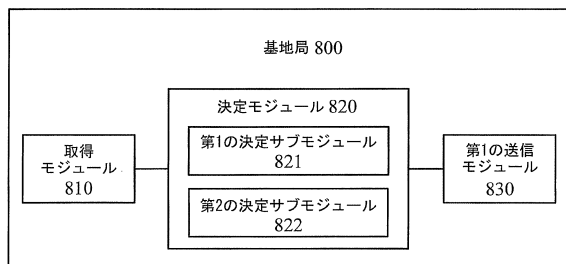 基地局 800
決定モジュール 820
取得
モジュール
810
第1の決定サブモジュール
821
第2の決定サブモジュール
822
第1の送信
モジュール
830